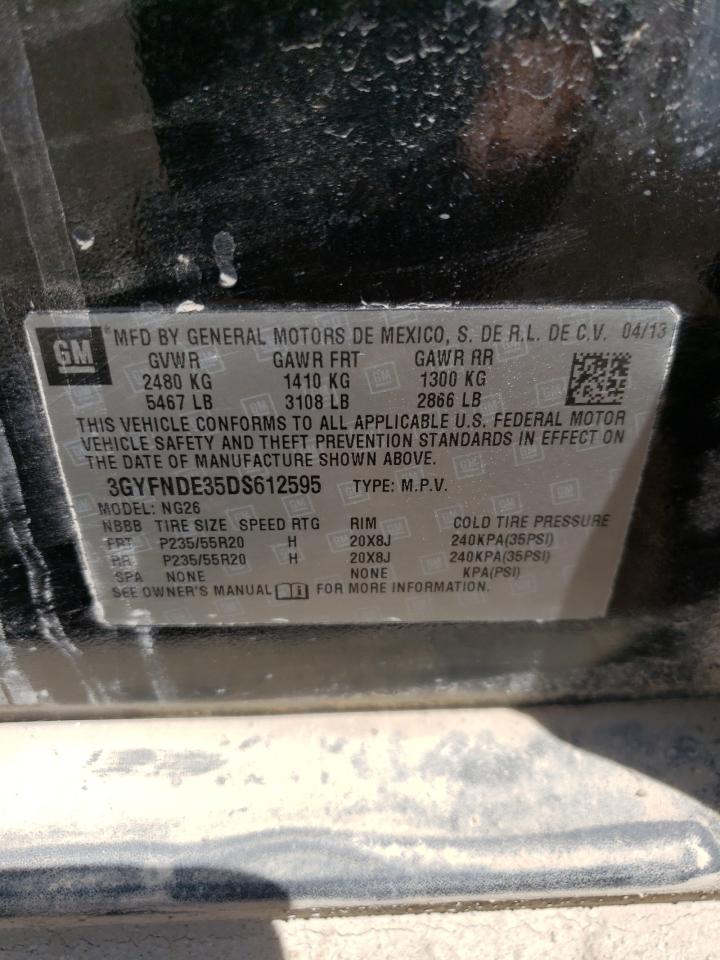 GM
MFD BY GENERAL MOTORS DE MEXICO, S. DE R.L. DE C.V. 04/13
GVWR GAWR FRT GAWR RR
2480 KG 1410 KG 1300 KG
5467 LB 3108 LB 2866 LB
THIS VEHICLE CONFORMS TO ALL APPLICABLE U.S. FEDERAL MOTOR
VEHICLE SAFETY AND THEFT PREVENTION STANDARDS IN EFFECT ON
THE DATE OF MANUFACTURE SHOWN ABOVE.
3GYFNDE35DS612595 TYPE: M.P.V.
MODEL: NG26
NBBB TIRE SIZE SPEED RTG RIM COLD TIRE PRESSURE
FRT P235/55R20 H 20X8J 240KPA(35PSI)
RR P235/55R20 H 20X8J 240KPA(35PSI)
SPA NONE NONE KPA(PSI)
SEE OWNER'S MANUAL FOR MORE INFORMATION.